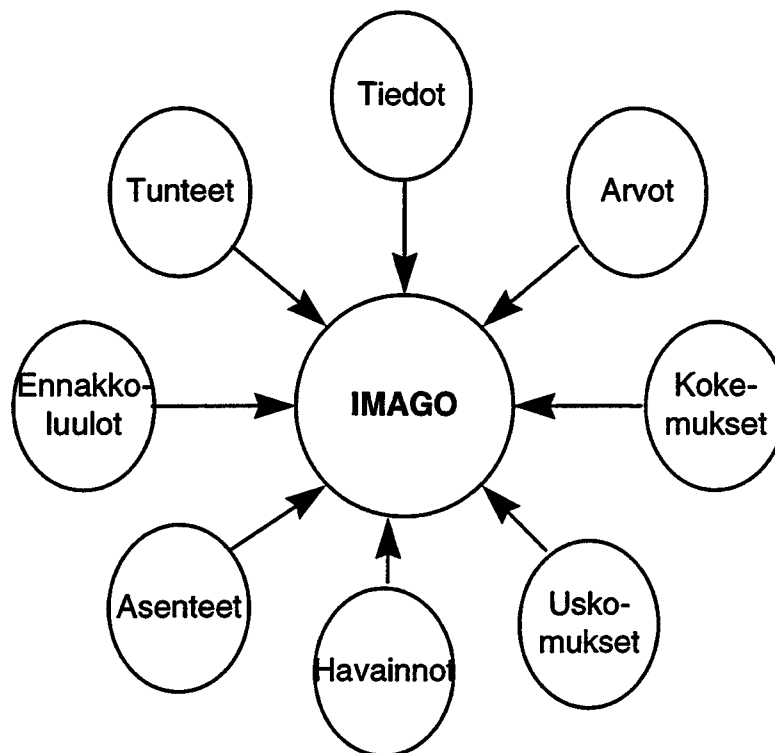 Tiedot
Tunteet
Arvot
Ennakko-
luulot
IMAGO
Koke-
mukset
Asenteet
Usko-
mukset
Havainnot